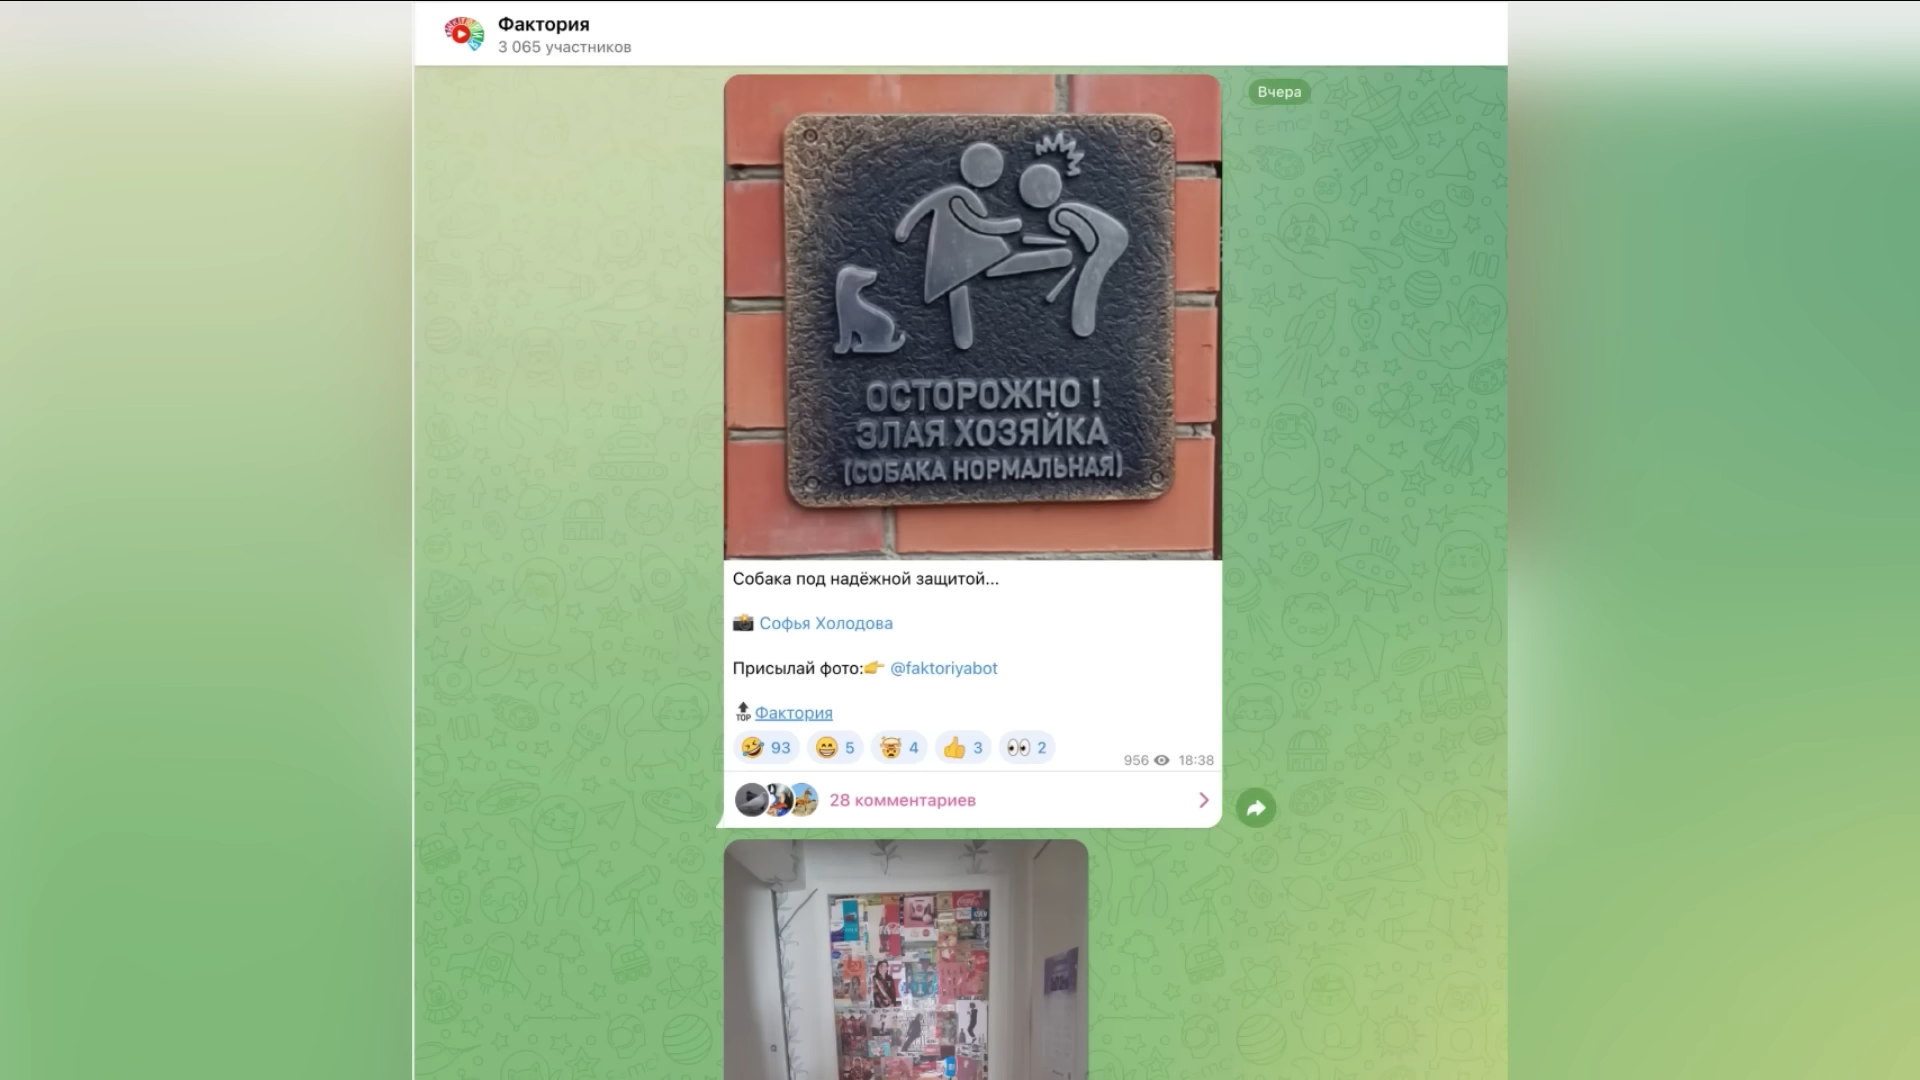 Фактория
3 065 участников
Вчера
ОСТОРОЖНО !
ЗЛАЯ ХОЗЯЙКА
(СОБАКА НОРМАЛЬНАЯ)
Собака под надёжной защитой...
📸 Софья Холодова
Присылай фото:👉 @faktoriyabot
🔝 Фактория
🤣 93 😁 5 🤯 4 👍 3 👀 2
956 18:38
28 комментариев